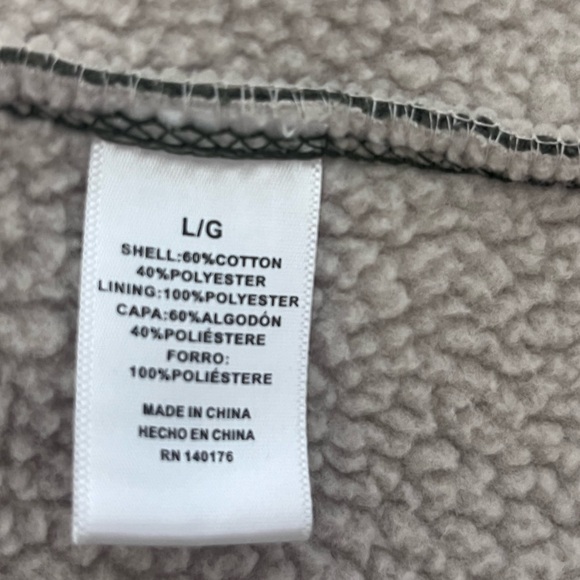 L/G
SHELL:60%COTTON
40%POLYESTER
LINING:100%POLYESTER
CAPA:60%ALGODÓN
40%POLIÉSTERE
FORRO:
100%POLIÉSTERE
MADE IN CHINA
HECHO EN CHINA
RN 140176